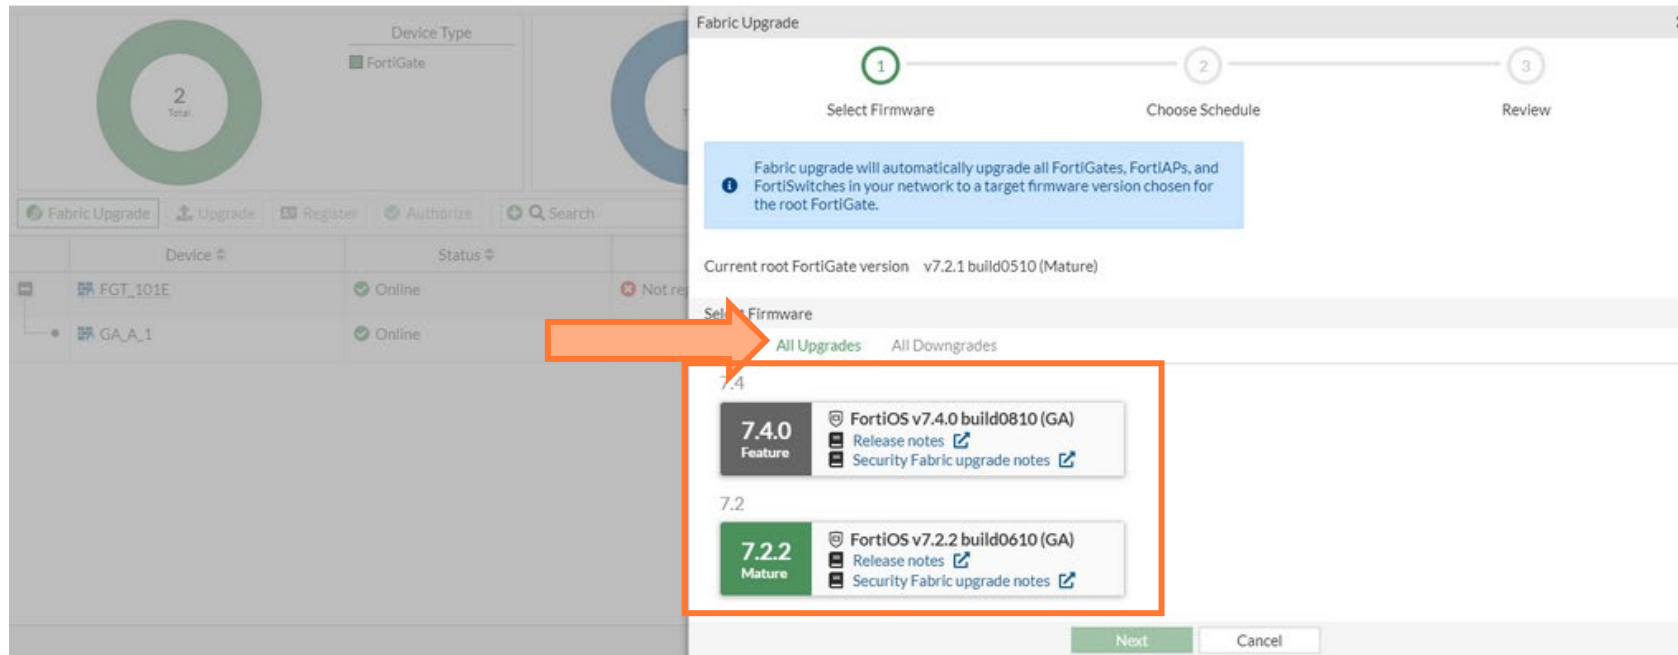 Device Type
FortiGate
2
Total
Fabric Upgrade
Upgrade
Register
Authorize
Search
Device
Status
FGT_101E
Online
Not
GA_A_1
Online
Fabric Upgrade
1
2
3
Select Firmware
Choose Schedule
Review
Fabric upgrade will automatically upgrade all FortiGates, FortiAPs, and
FortiSwitches in your network to a target firmware version chosen for
the root FortiGate.
Current root FortiGate version v7.2.1 build0510 (Mature)
Select Firmware
All Upgrades All Downgrades
7.4
7.4.0
Feature
FortiOS v7.4.0 build0810 (GA)
Release notes
Security Fabric upgrade notes
7.2
7.2.2
Mature
FortiOS v7.2.2 build0610 (GA)
Release notes
Security Fabric upgrade notes
Next
Cancel